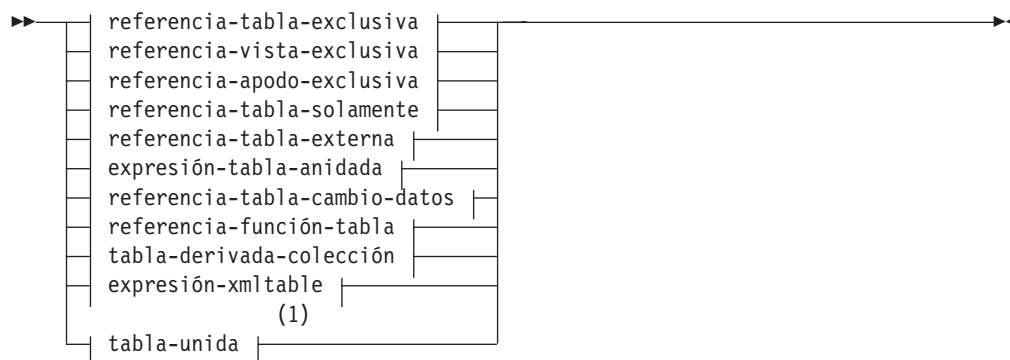 referencia-tabla-exclusiva
referencia-vista-exclusiva
referencia-apodo-exclusiva
referencia-tabla-solamente
referencia-tabla-externa
expresión-tabla-anidada
referencia-tabla-cambio-datos
referencia-función-tabla
tabla-derivada-colección
expresión-xmltable
(1)
tabla-unida